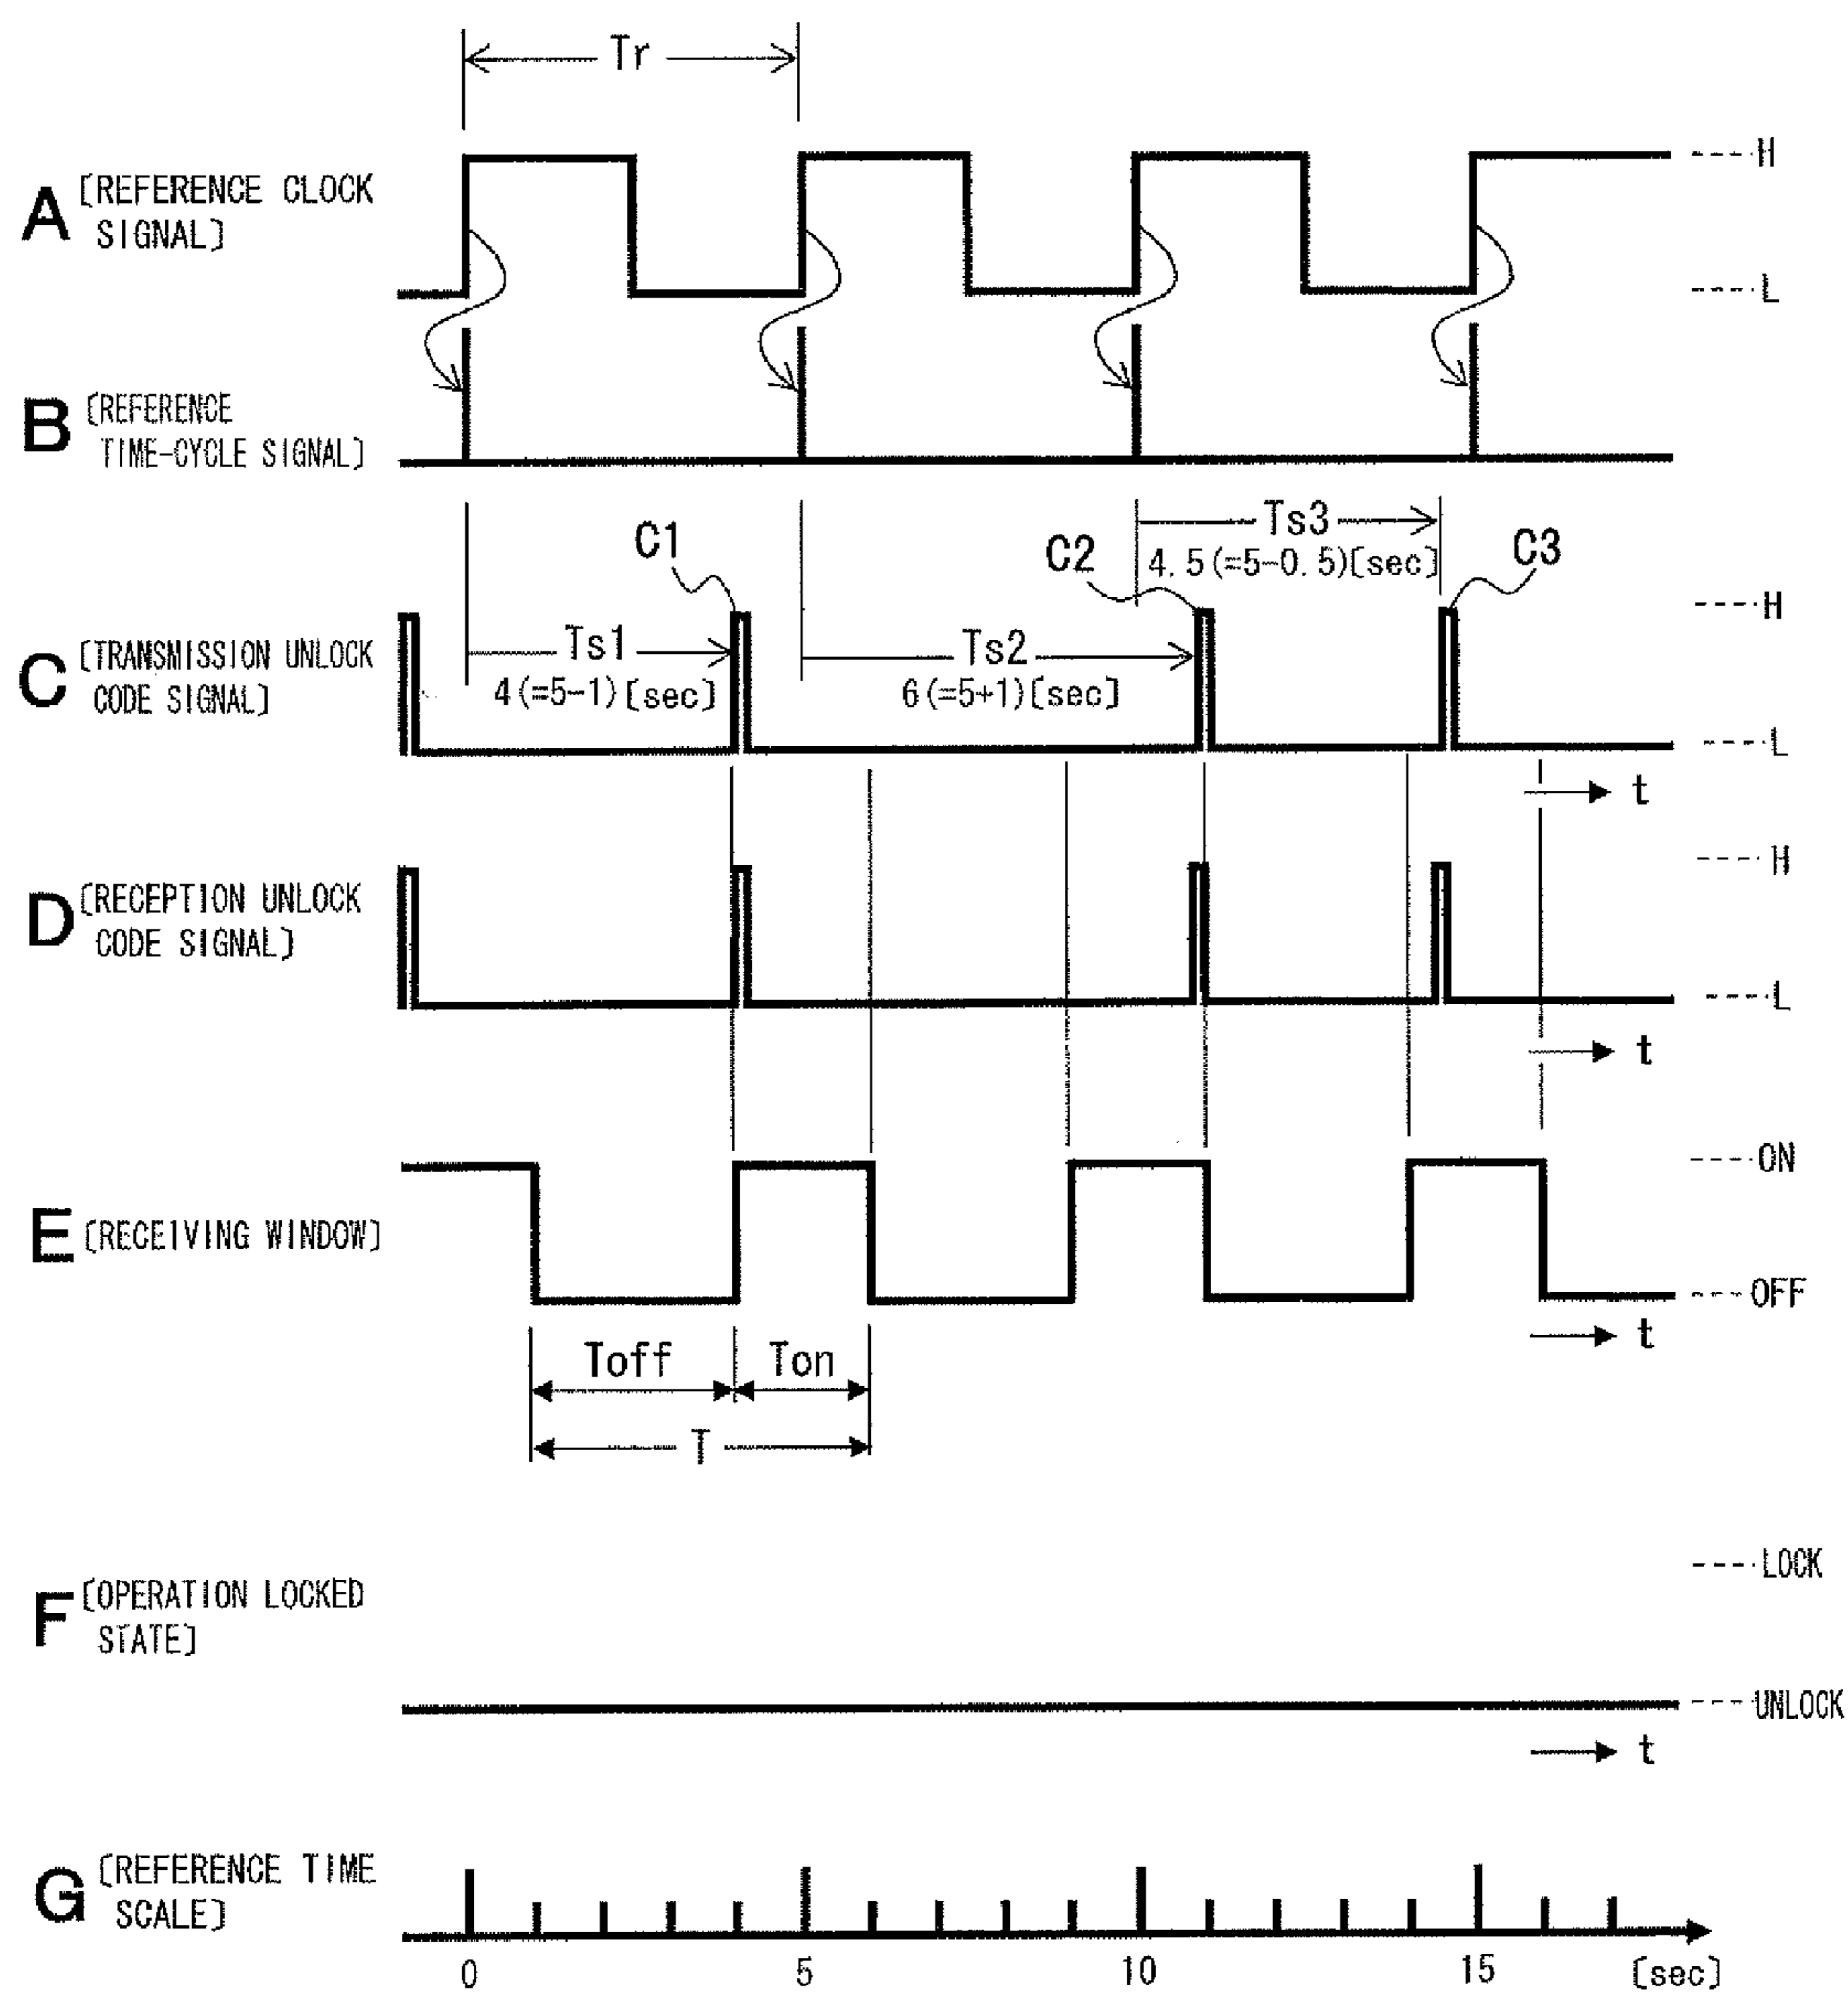 Tr
A [REFERENCE CLOCK
SIGNAL]
H
L
B [REFERENCE
TIME-CYCLE SIGNAL]
C1
C2
Ts3
4.5(=5-0.5)[sec]
C3
C [TRANSMISSION UNLOCK
CODE SIGNAL]
Ts1
4(=5-1)[sec]
Ts2
6(=5+1)[sec]
H
L
t
D [RECEPTION UNLOCK
CODE SIGNAL]
H
L
t
E [RECEIVING WINDOW]
ON
OFF
t
Toff
Ton
T
F [OPERATION LOCKED
STATE]
LOCK
UNLOCK
t
G [REFERENCE TIME
SCALE]
0 5 10 15 [sec]